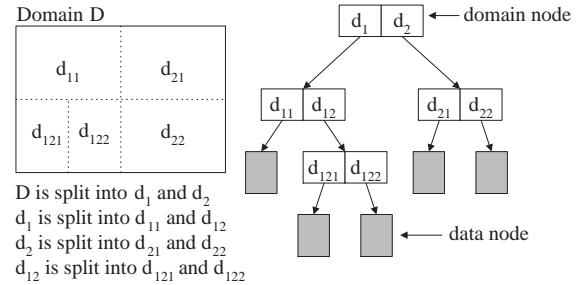 Domain D
d11 d21
d121 d122 d22
D is split into d1 and d2
d1 is split into d11 and d12
d2 is split into d21 and d22
d12 is split into d121 and d122
d1 d2
domain node
d11 d12
d21 d22
d121 d122
data node